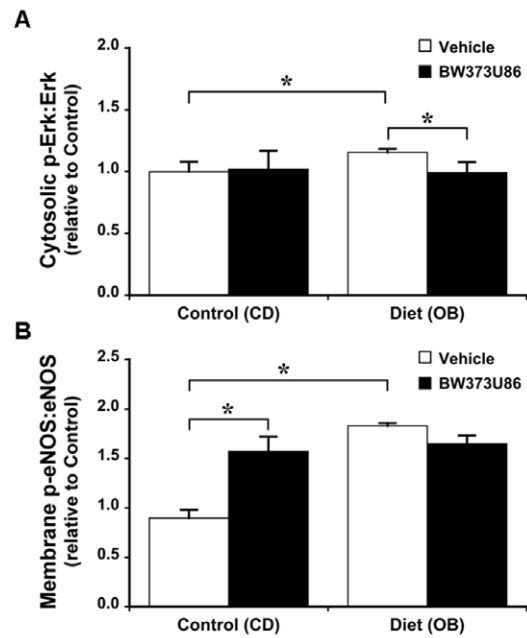 A
Cytosolic p-Erk:Erk
(relative to Control)
2.0
1.5
1.0
0.5
0.0
Vehicle
BW373U86
*
*
Control (CD)
Diet (OB)
B
Membrane p-eNOS:eNOS
(relative to Control)
2.5
2.0
1.5
1.0
0.5
0.0
Vehicle
BW373U86
*
*
Control (CD)
Diet (OB)